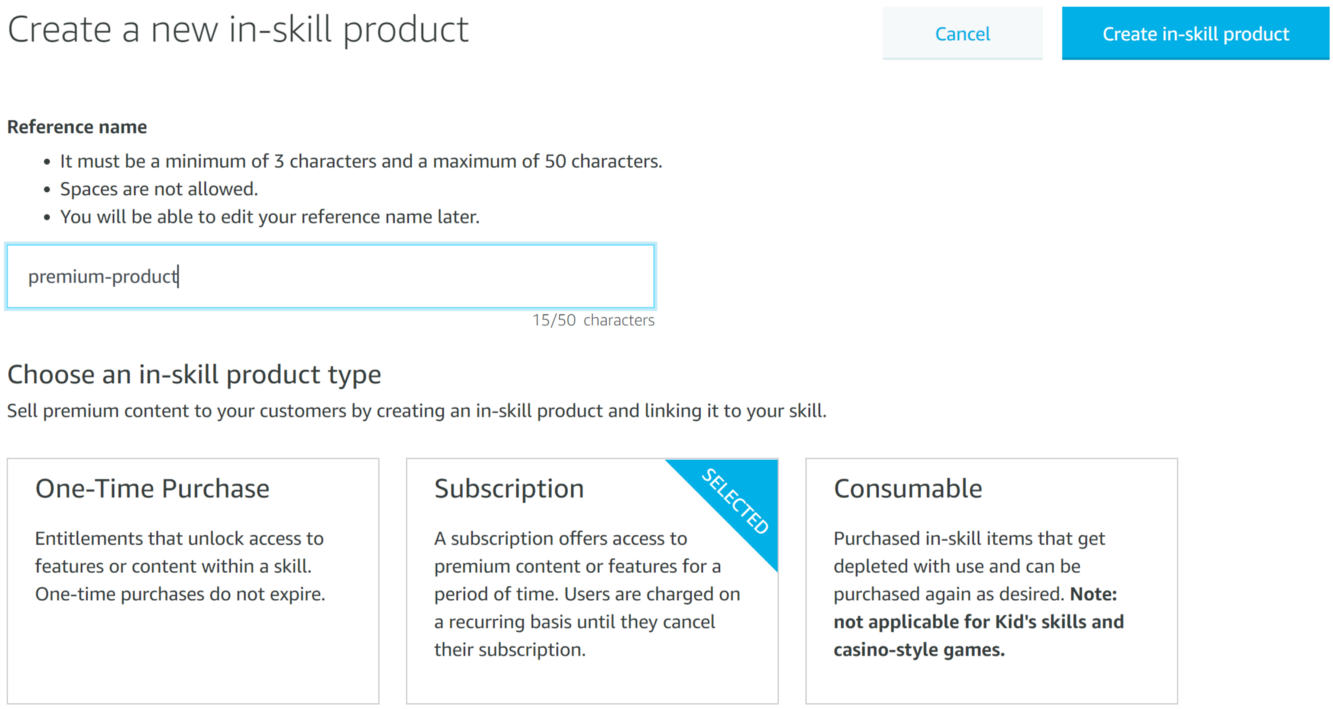 Create a new in-skill product
Cancel
Create in-skill product
Reference name
• It must be a minimum of 3 characters and a maximum of 50 characters.
• Spaces are not allowed.
• You will be able to edit your reference name later.
premium-product
15/50 characters
Choose an in-skill product type
Sell premium content to your customers by creating an in-skill product and linking it to your skill.
One-Time Purchase
Entitlements that unlock access to
features or content within a skill.
One-time purchases do not expire.
Subscription
SELECTED
A subscription offers access to
premium content or features for a
period of time. Users are charged on
a recurring basis until they cancel
their subscription.
Consumable
Purchased in-skill items that get
depleted with use and can be
purchased again as desired. Note:
not applicable for Kid's skills and
casino-style games.